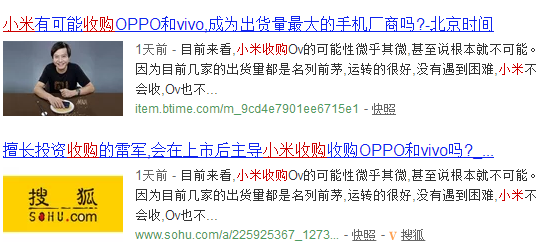 小米有可能收购OPPO和vivo,成为出货量最大的手机厂商吗?-北京时间
1天前 - 目前来看,小米收购Ov的可能性微乎其微,甚至说根本就不可能。
因为目前几家的出货量都是名列前茅,运转的很好,没有遇到困难,小米不
会收,Ov也不...
item.btime.com/m_9cd4e7901ee6715e1 - 快照
擅长投资收购的雷军,会在上市后主导小米收购收购OPPO和vivo吗?_...
搜狐
SOHU.com
1天前 - 目前来看,小米收购Ov的可能性微乎其微,甚至说根本就不可能。
因为目前几家的出货量都是名列前茅,运转的很好,没有遇到困难,小米不
会收,Ov也不...
www.sohu.com/a/225925367_1273... - 快照 - V 搜狐